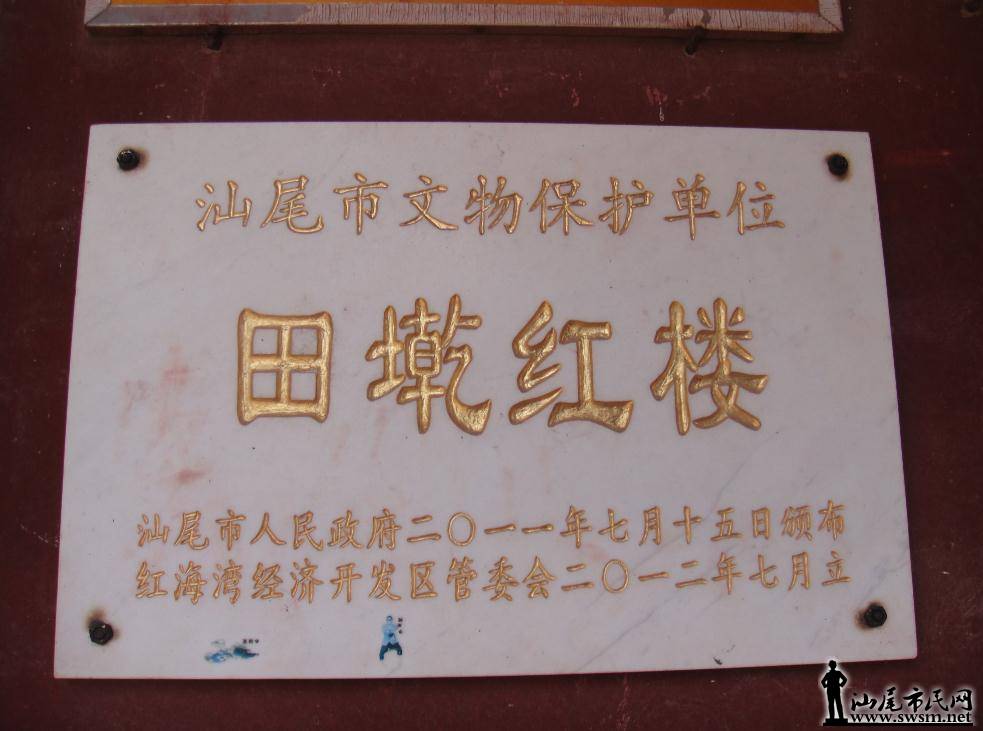 汕尾市文物保护单位
田墘红楼
汕尾市人民政府二〇一一年七月十五日颁布
红海湾经济开发区管委会二〇一二年七月立
汕尾市民网
www.swsm.net